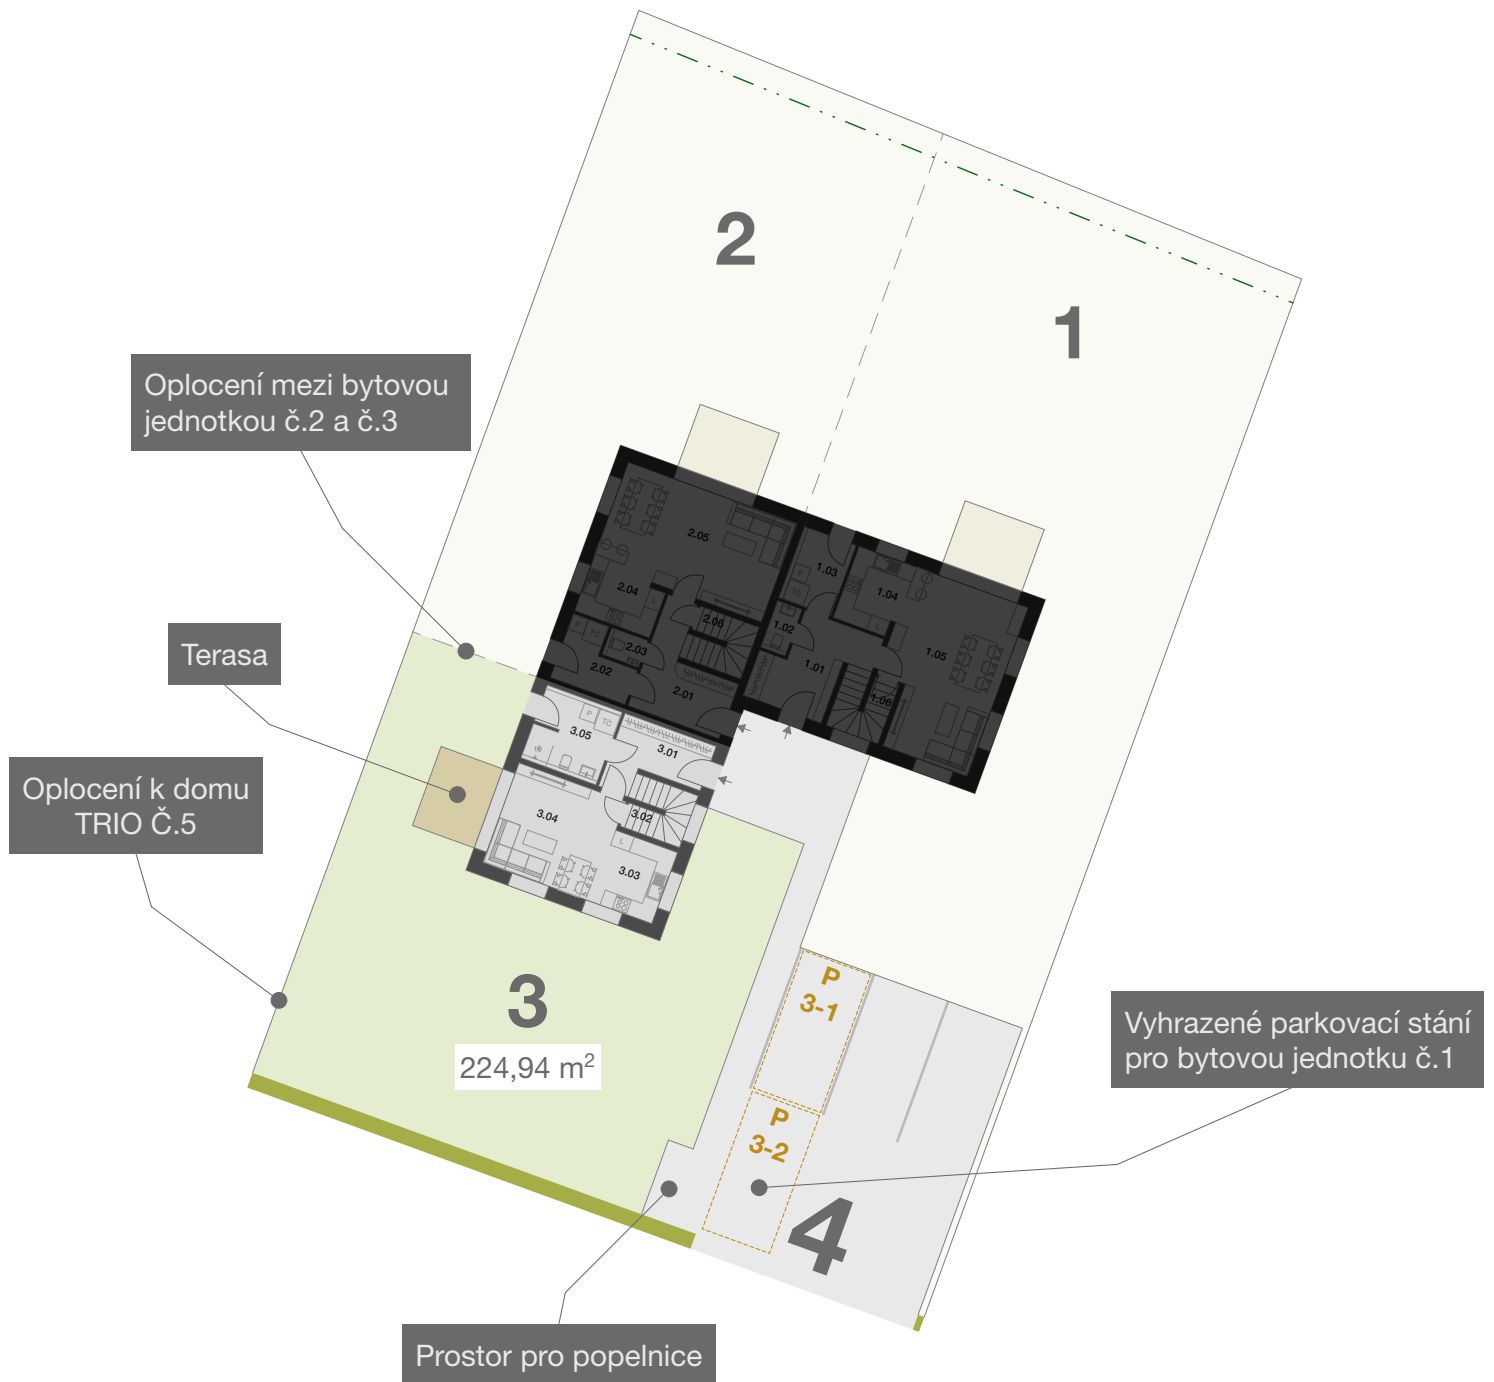 2
1
Oplocení mezi bytovou
jednotkou č.2 a č.3
2.05
1.03
P
TČ
1.04
2.04
L
L
2.06
1.02
P
TČ
2.03
1.05
2.02
1.01
2.01
1.06
Terasa
P
TČ
3.05
3.01
Oplocení k domu
TRIO Č.5
3.04
3.02
L
3.03
3
224,94 m²
P
3-1
Vyhrazené parkovací stání
pro bytovou jednotku č.1
P
3-2
4
Prostor pro popelnice